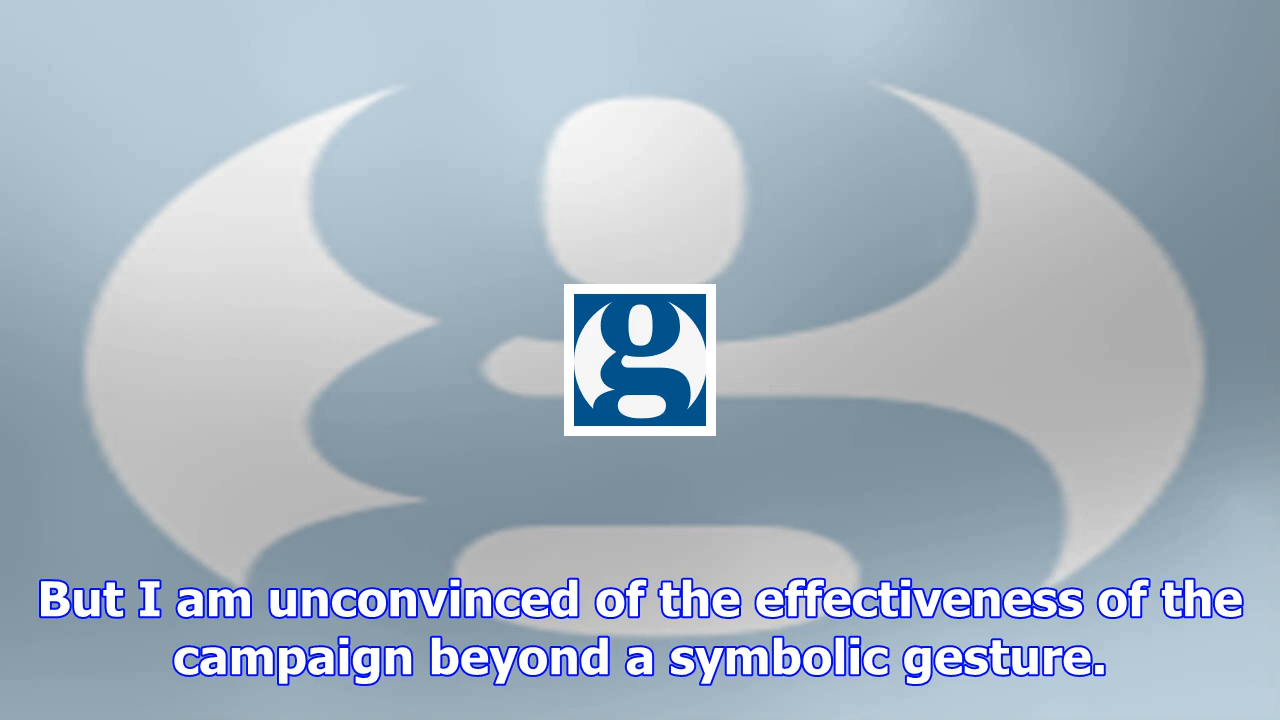 g
But I am unconvinced of the effectiveness of the
campaign beyond a symbolic gesture.